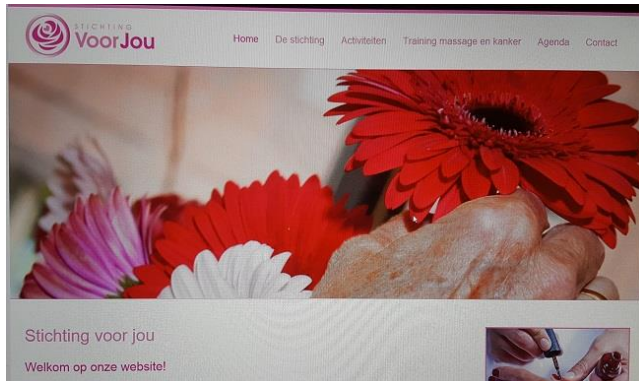 STICHTING
VoorJou
Home De stichting Activiteiten Training massage en kanker Agenda Contact
Stichting voor jou
Welkom op onze website!